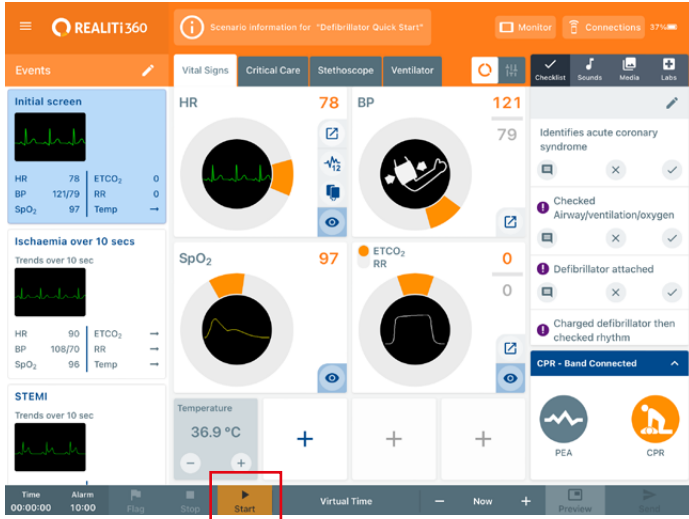 REALITi360
Scenario information for "Defibrillator Quick Start"
Monitor
Connections
37%
Events
Vital Signs
Critical Care
Stethoscope
Ventilator
Checklist
Sounds
Media
Labs
Initial screen
HR 78 ETCO₂ 0
BP 121/79 RR 0
SpO₂ 97 Temp →
Ischaemia over 10 secs
Trends over 10 sec
HR 90 ETCO₂ →
BP 108/70 RR →
SpO₂ 96 Temp →
STEMI
Trends over 10 sec
HR 78
12
BP 121
79
SpO₂ 97
ETCO₂ 0
RR 0
Temperature
36.9 °C
− +
+
+
+
Identifies acute coronary
syndrome
Checked
Airway/ventilation/oxygen
Defibrillator attached
Charged defibrillator then
checked rhythm
CPR - Band Connected
PEA
CPR
Time
00:00:00
Alarm
10:00
Flag
Stop
Start
Virtual Time
− Now +
Preview
Send